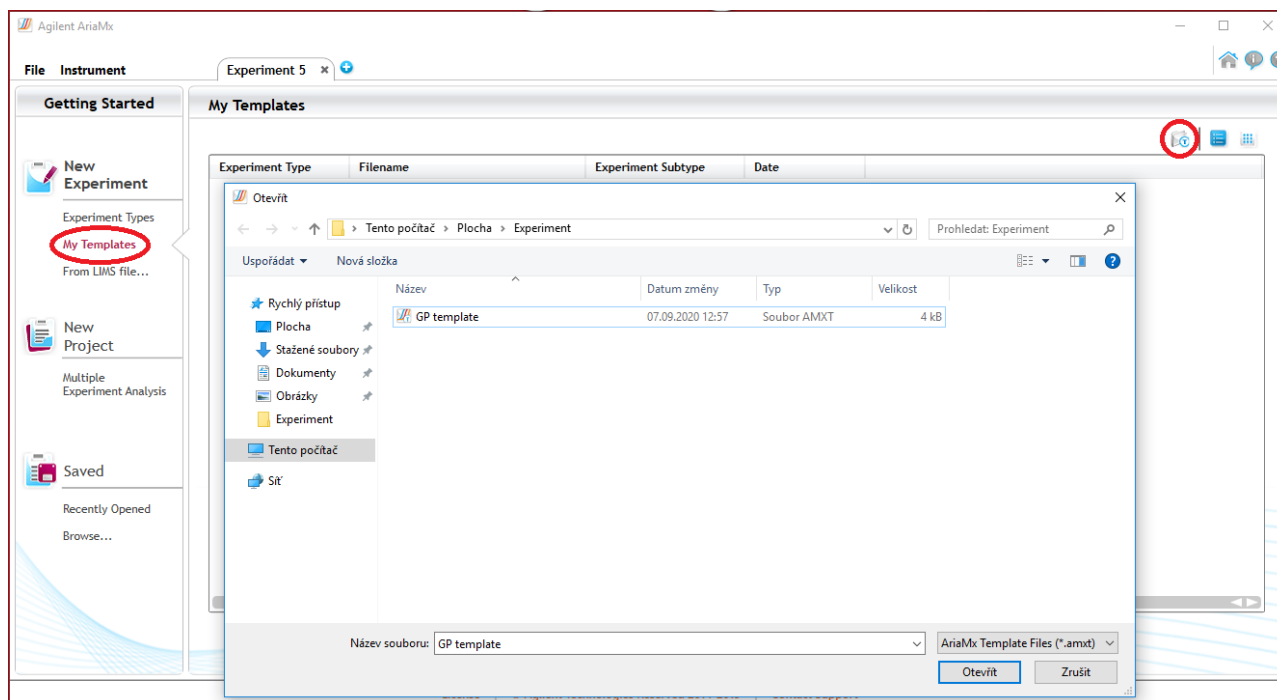 Agilent AriaMx
File Instrument
Experiment 5
Getting Started
My Templates
New
Experiment
Experiment Types
My Templates
From LIMS file...
New
Project
Multiple
Experiment Analysis
Saved
Recently Opened
Browse...
Experiment Type Filename Experiment Subtype Date
Otevřít
Tento počítač › Plocha › Experiment
Prohledat: Experiment
Uspořádat Nová složka
Rychlý přístup
Plocha
Stažené soubory
Dokumenty
Obrázky
Experiment
Tento počítač
Síť
Název Datum změny Typ Velikost
GP template 07.09.2020 12:57 Soubor AMXT 4 kB
Název souboru: GP template
AriaMx Template Files (*.amxt)
Otevřít Zrušit